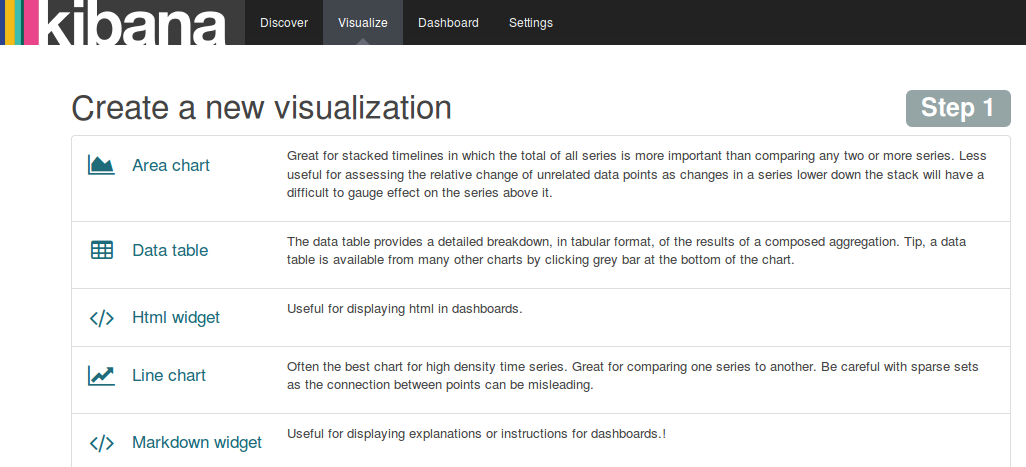 kibana Discover Visualize Dashboard Settings
Create a new visualization Step 1
Area chart
Great for stacked timelines in which the total of all series is more important than comparing any two or more series. Less
useful for assessing the relative change of unrelated data points as changes in a series lower down the stack will have a
difficult to gauge effect on the series above it.
Data table
The data table provides a detailed breakdown, in tabular format, of the results of a composed aggregation. Tip, a data
table is available from many other charts by clicking grey bar at the bottom of the chart.
Html widget
Useful for displaying html in dashboards.
Line chart
Often the best chart for high density time series. Great for comparing one series to another. Be careful with sparse sets
as the connection between points can be misleading.
Markdown widget
Useful for displaying explanations or instructions for dashboards.!